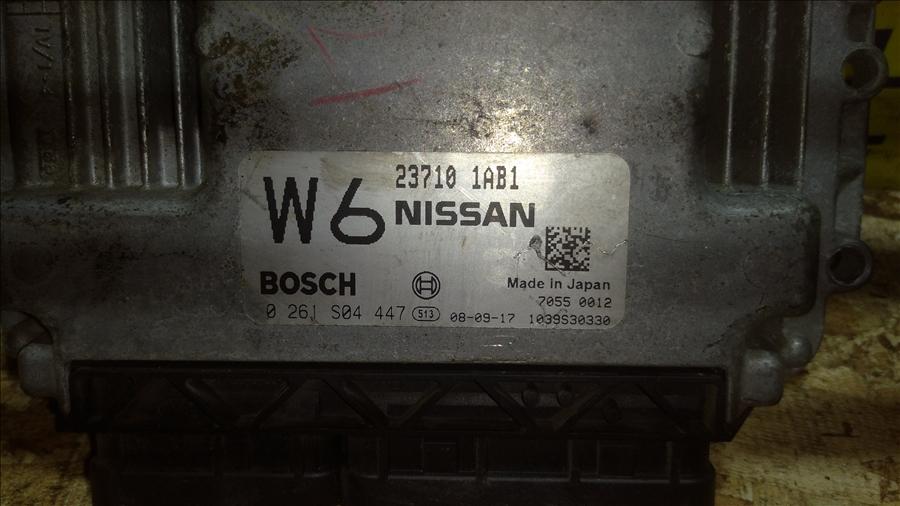 W6
23710 1AB1
NISSAN
BOSCH
Made in Japan
7055 0012
0 261 S04 447 513 08-09-17 1039S30330